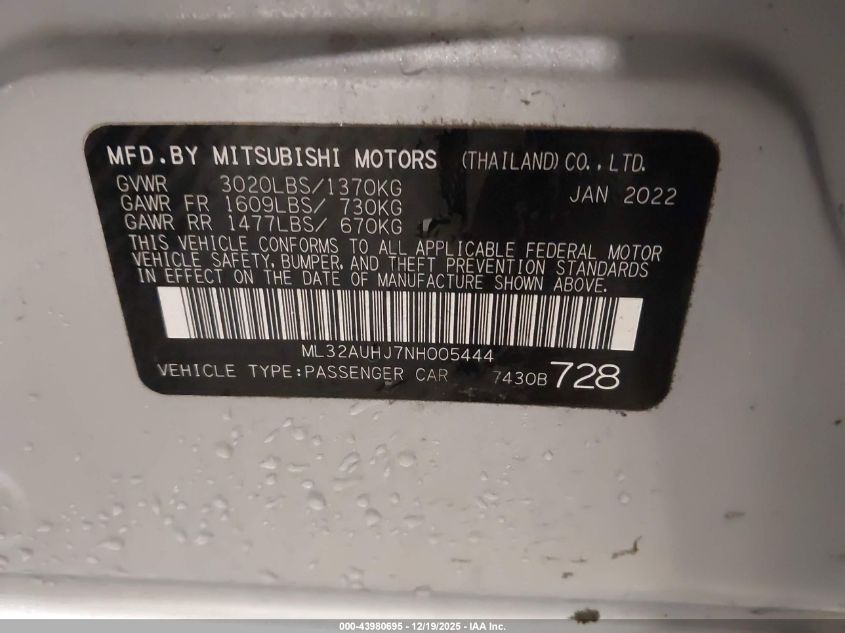 MFD.BY MITSUBISHI MOTORS (THAILAND) CO.,LTD.
GVWR 3020LBS/1370KG JAN 2022
GAWR FR 1609LBS/ 730KG
GAWR RR 1477LBS/ 670KG
THIS VEHICLE CONFORMS TO ALL APPLICABLE FEDERAL MOTOR
VEHICLE SAFETY, BUMPER, AND THEFT PREVENTION STANDARDS
IN EFFECT ON THE DATE OF MANUFACTURE SHOWN ABOVE.
ML32AUHJ7NH005444
VEHICLE TYPE:PASSENGER CAR 7430B 728
000-43980695 - 12/19/2025 - IAA Inc.